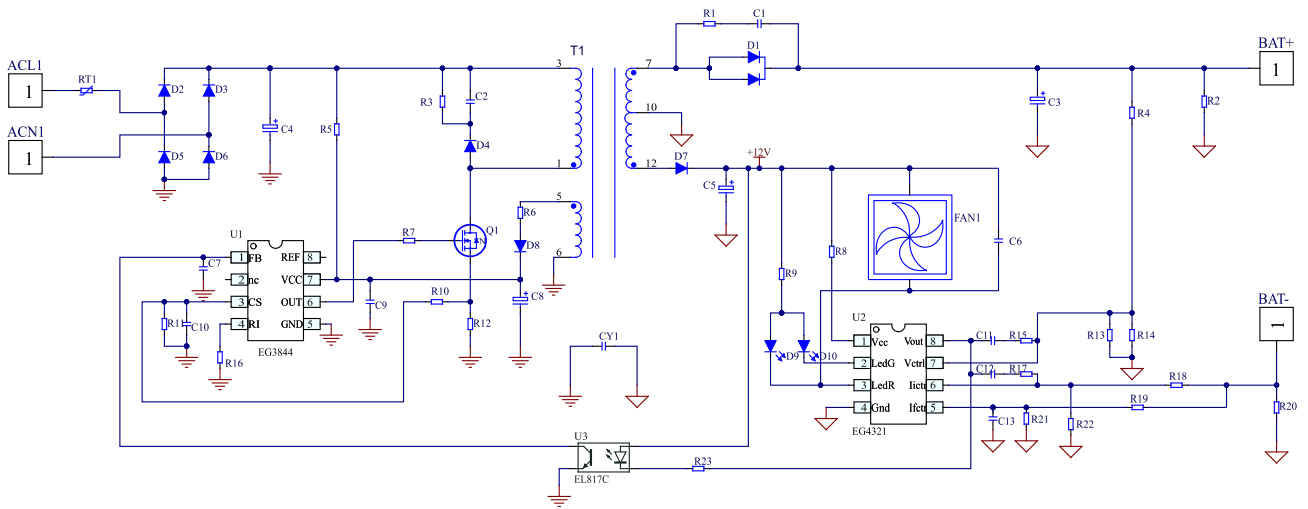 R1 C1
T1
D1
BAT+
1
ACL1
1
RT1
3 7
D2 D3
R3 C2
C3
R4
R2
ACN1
1
C4
R5
10
D4
D5 D6
1 12
D7
+12V
C5
5
R6
FAN1
U1
R7
Q1
N
D8
C6
R8
R9
6
1 FB REF 8
C7
2 nc VCC 7
3 CS OUT 6
4 RI GND 5
EG3844
C9
R10
C8
R11 C10
R12
R16
BAT-
1
CY1
U2
D9 D10
1 Vcc Vout 8
2 LedG Vctrl 7
3 LedR Iictr 6
4 Gnd Ifctr 5
EG4321
C11 R15
C12 R17
R13 R14
R18
R19
R20
C13 R21
R22
U3
EL817C
R23